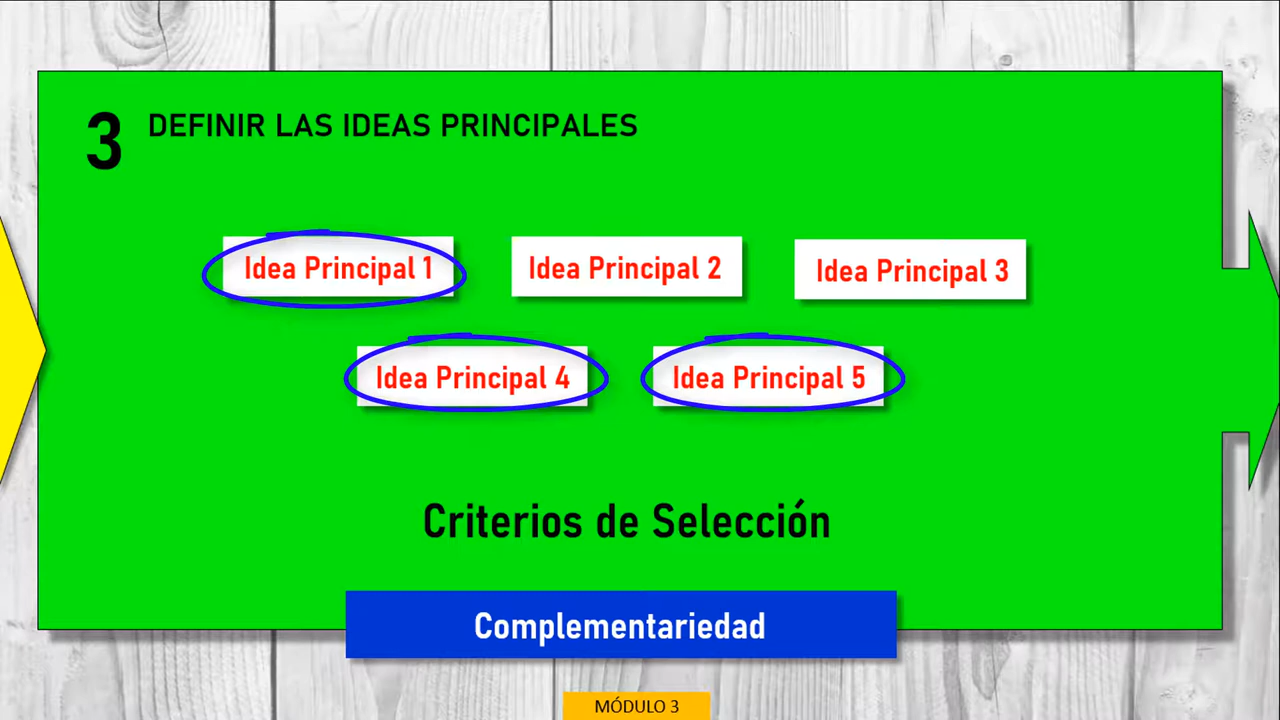 3
DEFINIR LAS IDEAS PRINCIPALES
Idea Principal 1
Idea Principal 2
Idea Principal 3
Idea Principal 4
Idea Principal 5
Criterios de Selección
Complementariedad
MÓDULO 3